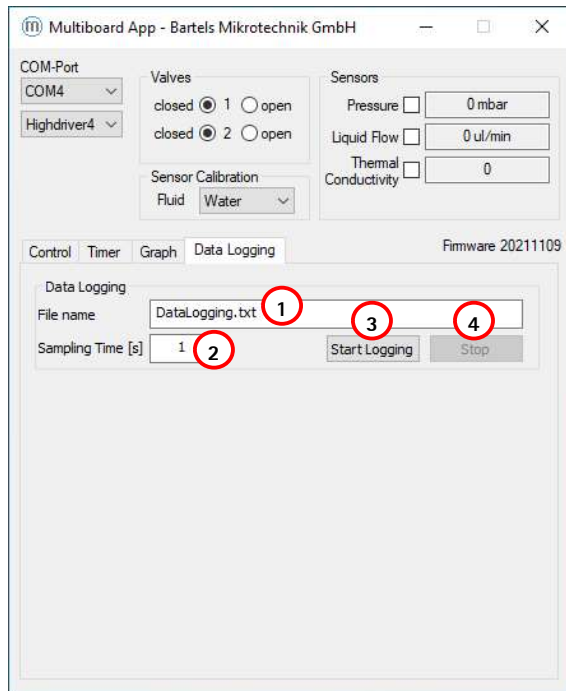 Multiboard App - Bartels Mikrotechnik GmbH
COM-Port
COM4
Highdriver4
Valves
closed 1 open
closed 2 open
Sensor Calibration
Fluid Water
Sensors
Pressure 0 mbar
Liquid Flow 0 ul/min
Thermal
Conductivity 0
Control Timer Graph Data Logging
Firmware 20211109
Data Logging
File name DataLogging.txt 1
Sampling Time [s] 1 2
3 Start Logging
4 Stop